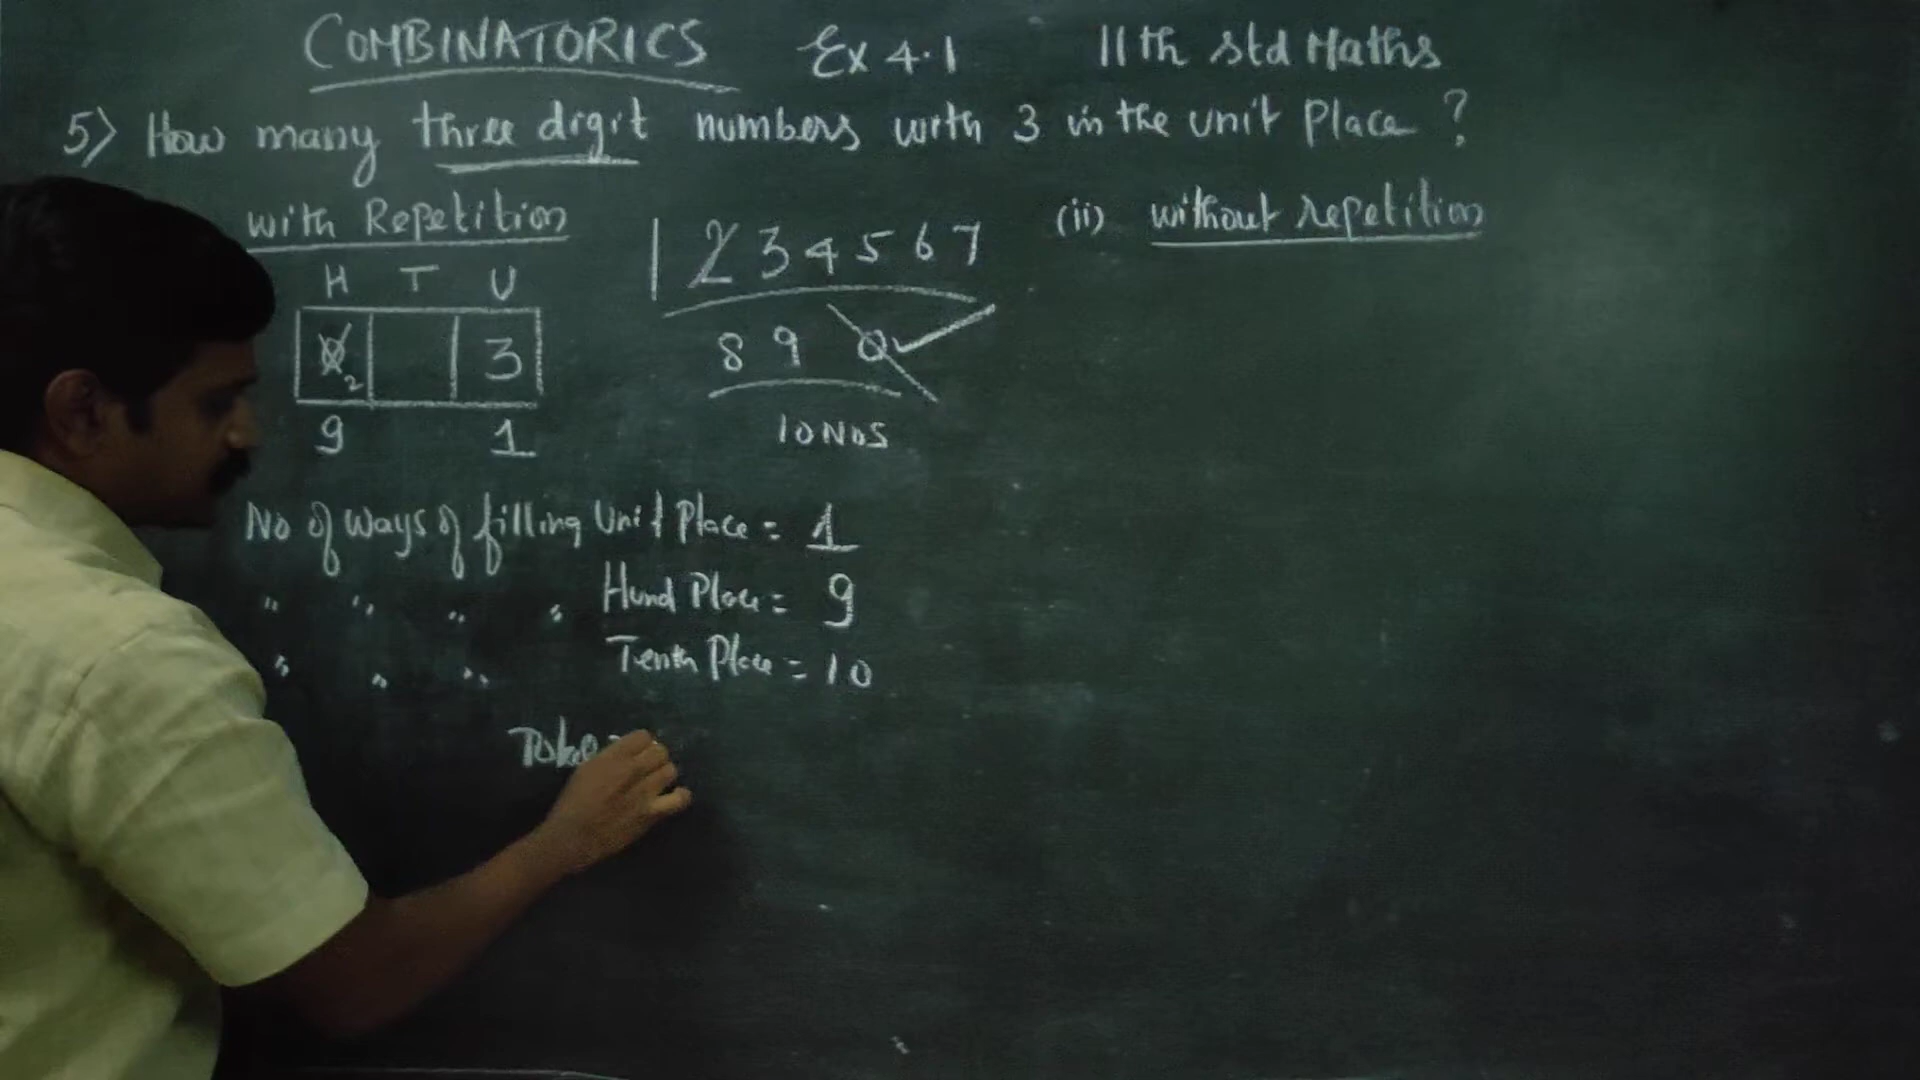 COMBINATORICS Ex 4.1 11th std Maths
5) How many three digit numbers with 3 in the unit Place ?
with Repetition
H T U
0 2 3
9 1
1 2 3 4 5 6 7
8 9 0
10 NOS
(ii) without repetition
No of ways of filling Unit Place = 1
" " " " Hund Place = 9
" " " Tenth Place = 10